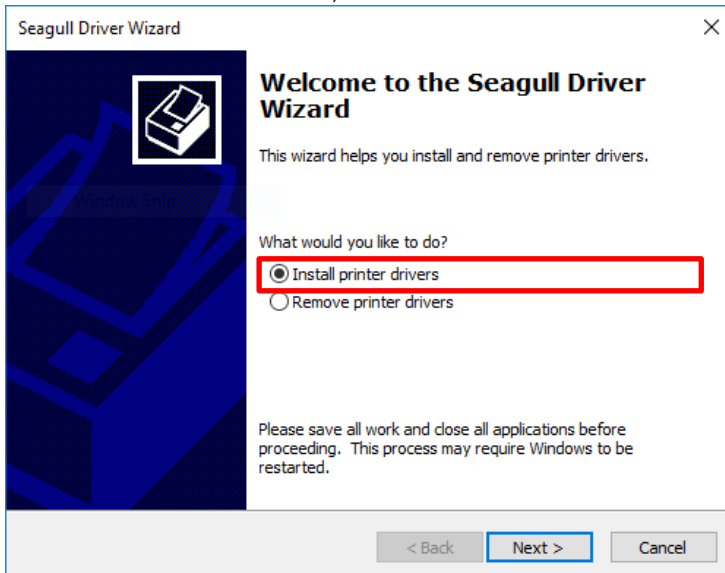 Seagull Driver Wizard
Welcome to the Seagull Driver
Wizard
This wizard helps you install and remove printer drivers.
Window Snip
What would you like to do?
Install printer drivers
Remove printer drivers
Please save all work and close all applications before
proceeding. This process may require Windows to be
restarted.
< Back
Next >
Cancel